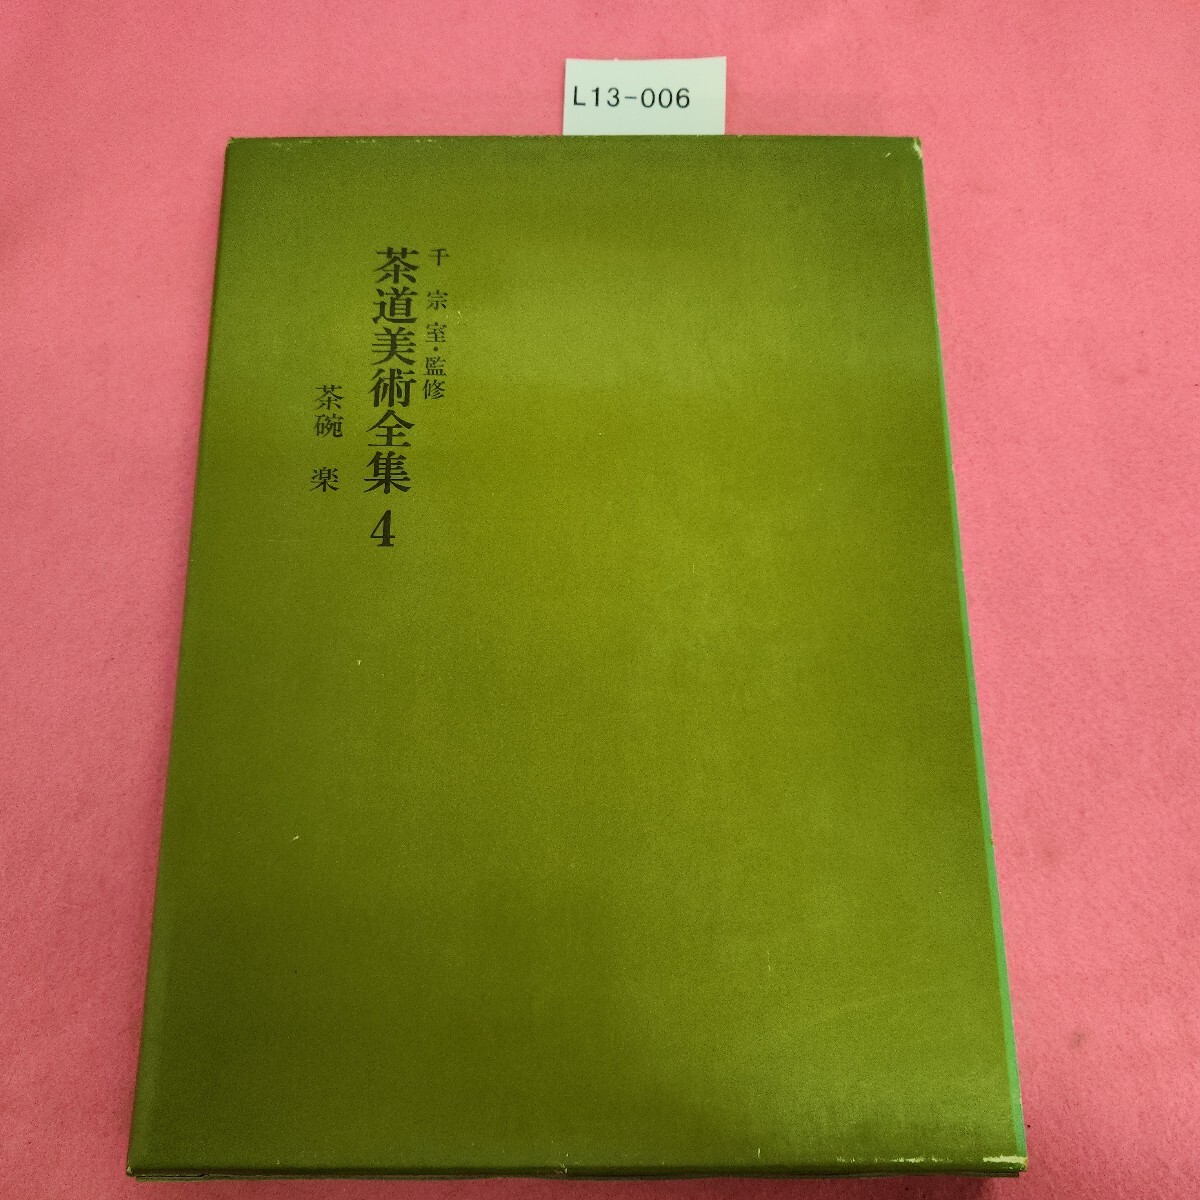 L13-006
千宗室・監修
茶道美術全集 4
茶碗 楽